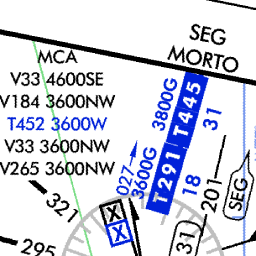 SEG
MORTO
MCA
V33 4600SE
V184 3600NW
T452 3600W
V33 3600NW
V265 3600NW
3800G
T291 T445
31
027
3600G
18
201
SEG
321
X
X
31
295